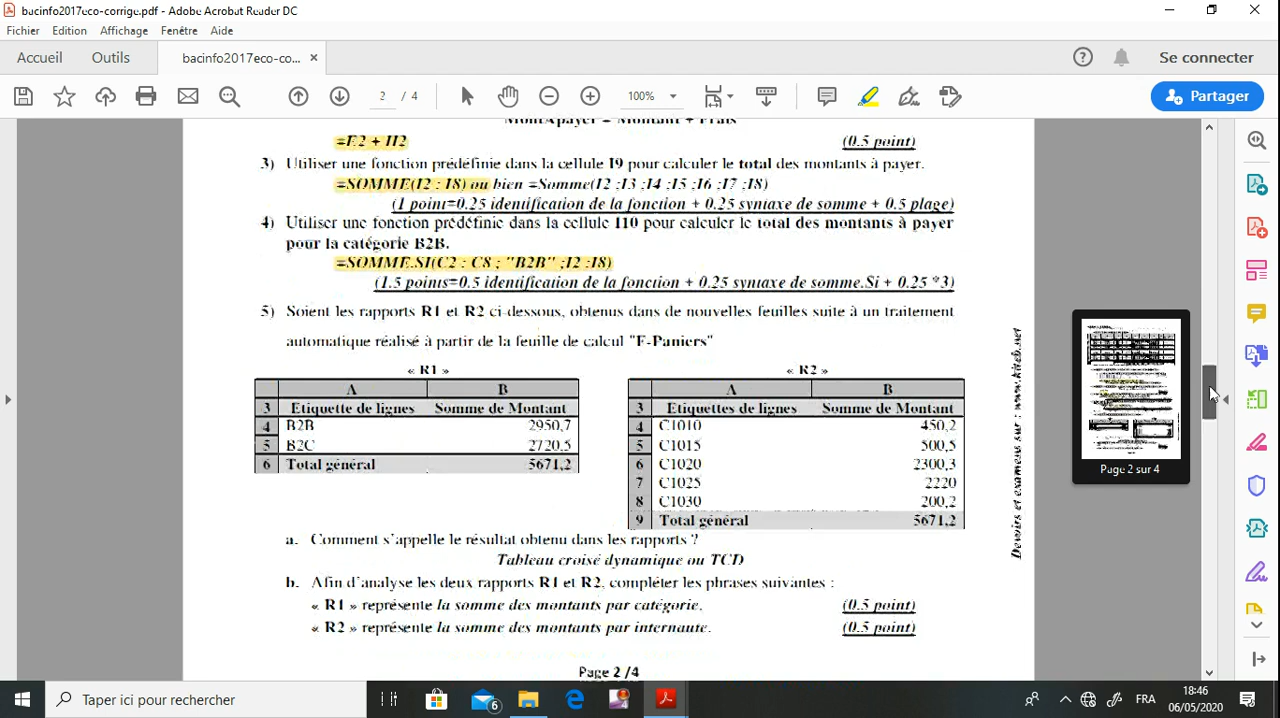 bacinfo2017eco-corrige.pdf - Adobe Acrobat Reader DC
Fichier Edition Affichage Fenêtre Aide
Accueil Outils bacinfo2017eco-co... × Se connecter
2 / 4 100% Partager
MontApayer = Montant + Frais
=F2 + H2 (0.5 point)
3) Utiliser une fonction prédéfinie dans la cellule I9 pour calculer le total des montants à payer.
=SOMME(I2 : I8) ou bien =Somme(I2 ;I3 ;I4 ;I5 ;I6 ;I7 ;I8)
(1 point=0.25 identification de la fonction + 0.25 syntaxe de somme + 0.5 plage)
4) Utiliser une fonction prédéfinie dans la cellule I10 pour calculer le total des montants à payer
pour la catégorie B2B.
=SOMME.SI(C2 : C8 ; "B2B" ;I2 :I8)
(1.5 points=0.5 identification de la fonction + 0.25 syntaxe de somme.Si + 0.25 *3)
5) Soient les rapports R1 et R2 ci-dessous, obtenus dans de nouvelles feuilles suite à un traitement
automatique réalisé à partir de la feuille de calcul "F-Paniers"
« R1 »
A B
3 Etiquette de lignes Somme de Montant
4 B2B 2950,7
5 B2C 2720,5
6 Total général 5671,2
« R2 »
A B
3 Etiquettes de lignes Somme de Montant
4 C1010 450,2
5 C1015 500,5
6 C1020 2300,3
7 C1025 2220
8 C1030 200,2
9 Total général 5671,2
Devoirs et examens sur : www.kiteb.net
a. Comment s'appelle le résultat obtenu dans les rapports ?
Tableau croisé dynamique ou TCD
b. Afin d'analyse les deux rapports R1 et R2, compléter les phrases suivantes :
« R1 » représente la somme des montants par catégorie. (0.5 point)
« R2 » représente la somme des montants par internaute. (0.5 point)
Page 2 /4
Page 2 sur 4
Taper ici pour rechercher
6
FRA
18:46
06/05/2020